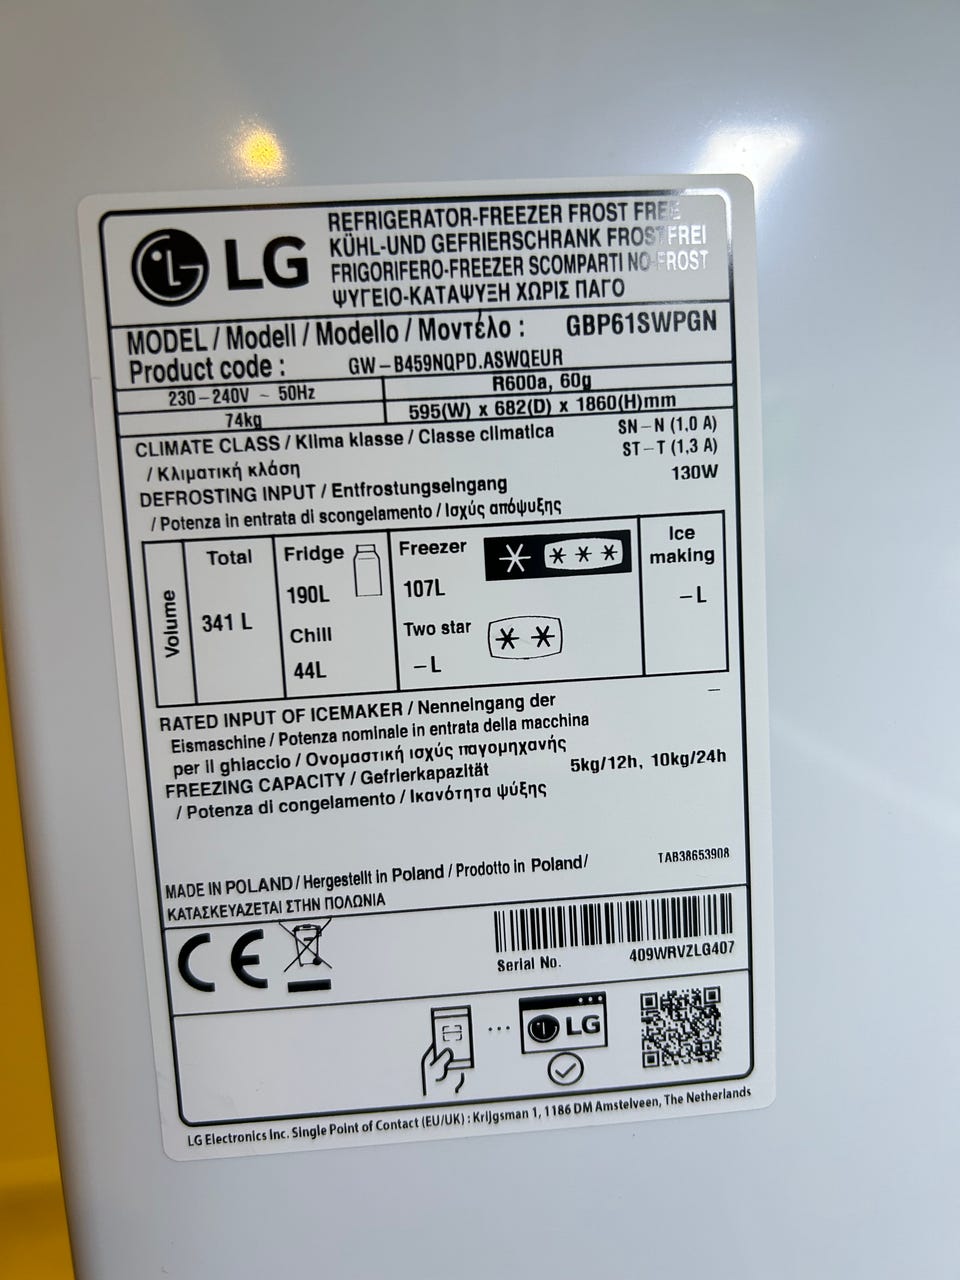 LG
REFRIGERATOR-FREEZER FROST FREE
KÜHL-UND GEFRIERSCHRANK FROST FREI
FRIGORIFERO-FREEZER SCOMPARTI NO-FROST
ΨΥΓΕΙΟ-ΚΑΤΑΨΥΞΗ ΧΩΡΙΣ ΠΑΓΟ
MODEL / Modell / Modello / Μοντέλο : GBP61SWPGN
Product code : GW-B459NQPD.ASWQEUR
230-240V ~ 50Hz
R600a, 60g
74kg
595(W) x 682(D) x 1860(H)mm
CLIMATE CLASS / Klima klasse / Classe climatica
/ Κλιματική κλάση
SN-N (1,0 A)
ST-T (1,3 A)
DEFROSTING INPUT / Entfrostungseingang
/ Potenza in entrata di scongelamento / Ισχύς απόψυξης
130W
Volume
Total
341 L
Fridge
190L
Chill
44L
Freezer
107L
Two star
-L
Ice
making
-L
RATED INPUT OF ICEMAKER / Nenneingang der
Eismaschine / Potenza nominale in entrata della macchina
per il ghlaccio / Ονομαστική ισχύς παγομηχανής
–
FREEZING CAPACITY / Gefrierkapazität
/ Potenza di congelamento / Ικανότητα ψύξης
5kg/12h, 10kg/24h
TAB38653908
MADE IN POLAND / Hergestellt in Poland / Prodotto in Poland/
ΚΑΤΑΣΚΕΥΑΖΕΤΑΙ ΣΤΗΝ ΠΟΛΩΝΙΑ
CE
Serial No. 409WRVZLG407
LG
LG Electronics Inc. Single Point of Contact (EU/UK) : Krijgsman 1, 1186 DM Amstelveen, The Netherlands